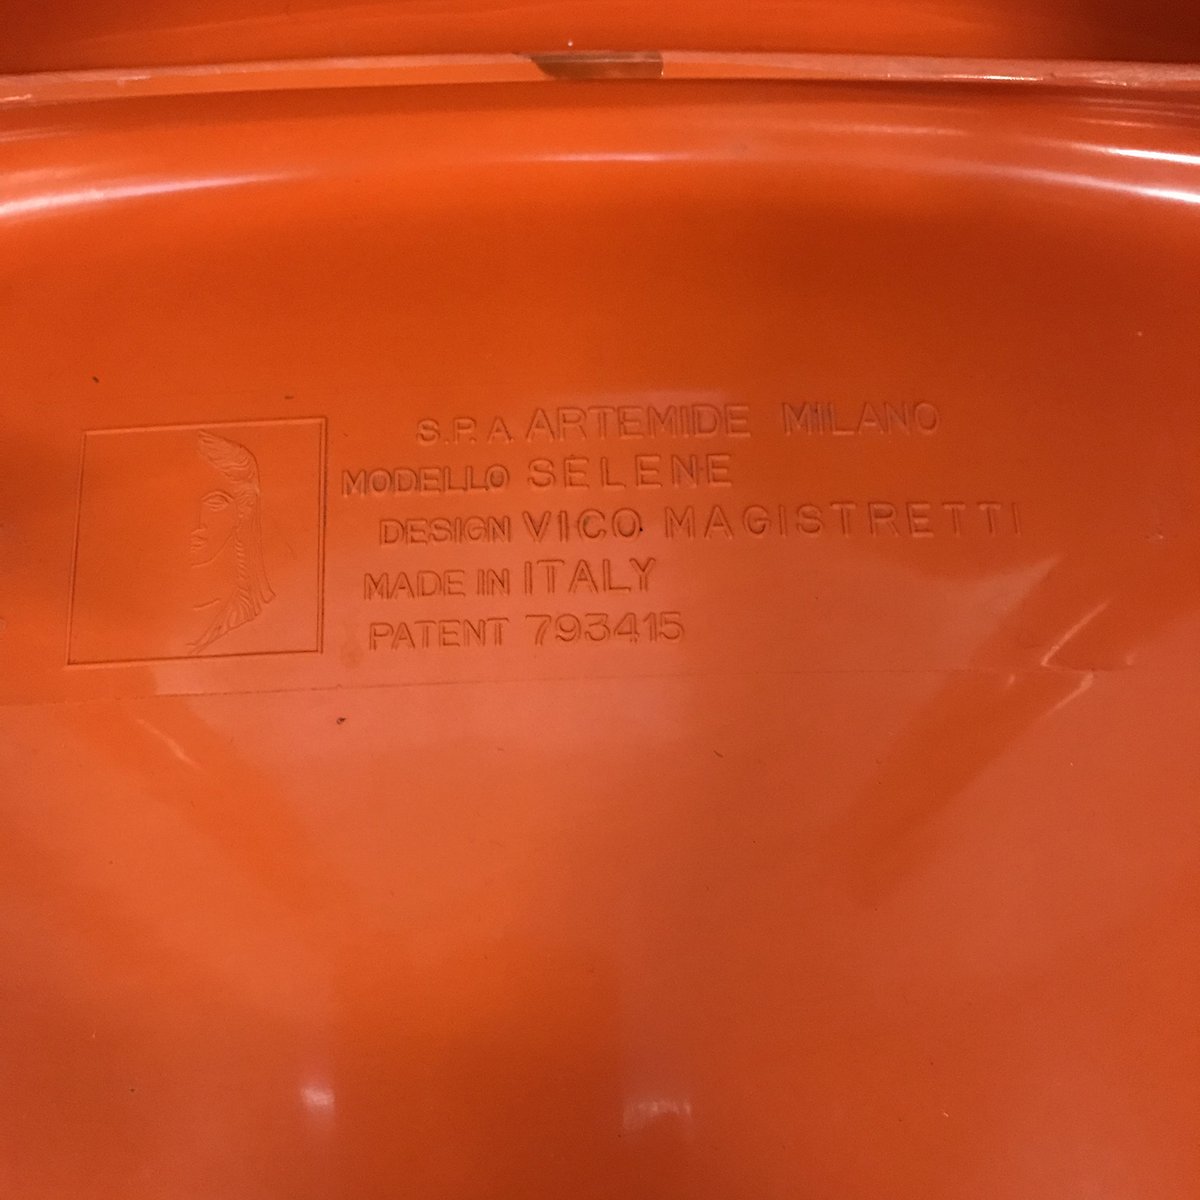 S.P.A. ARTEMIDE MILANO
MODELLO SELENE
DESIGN VICO MAGISTRETTI
MADE IN ITALY
PATENT 793415